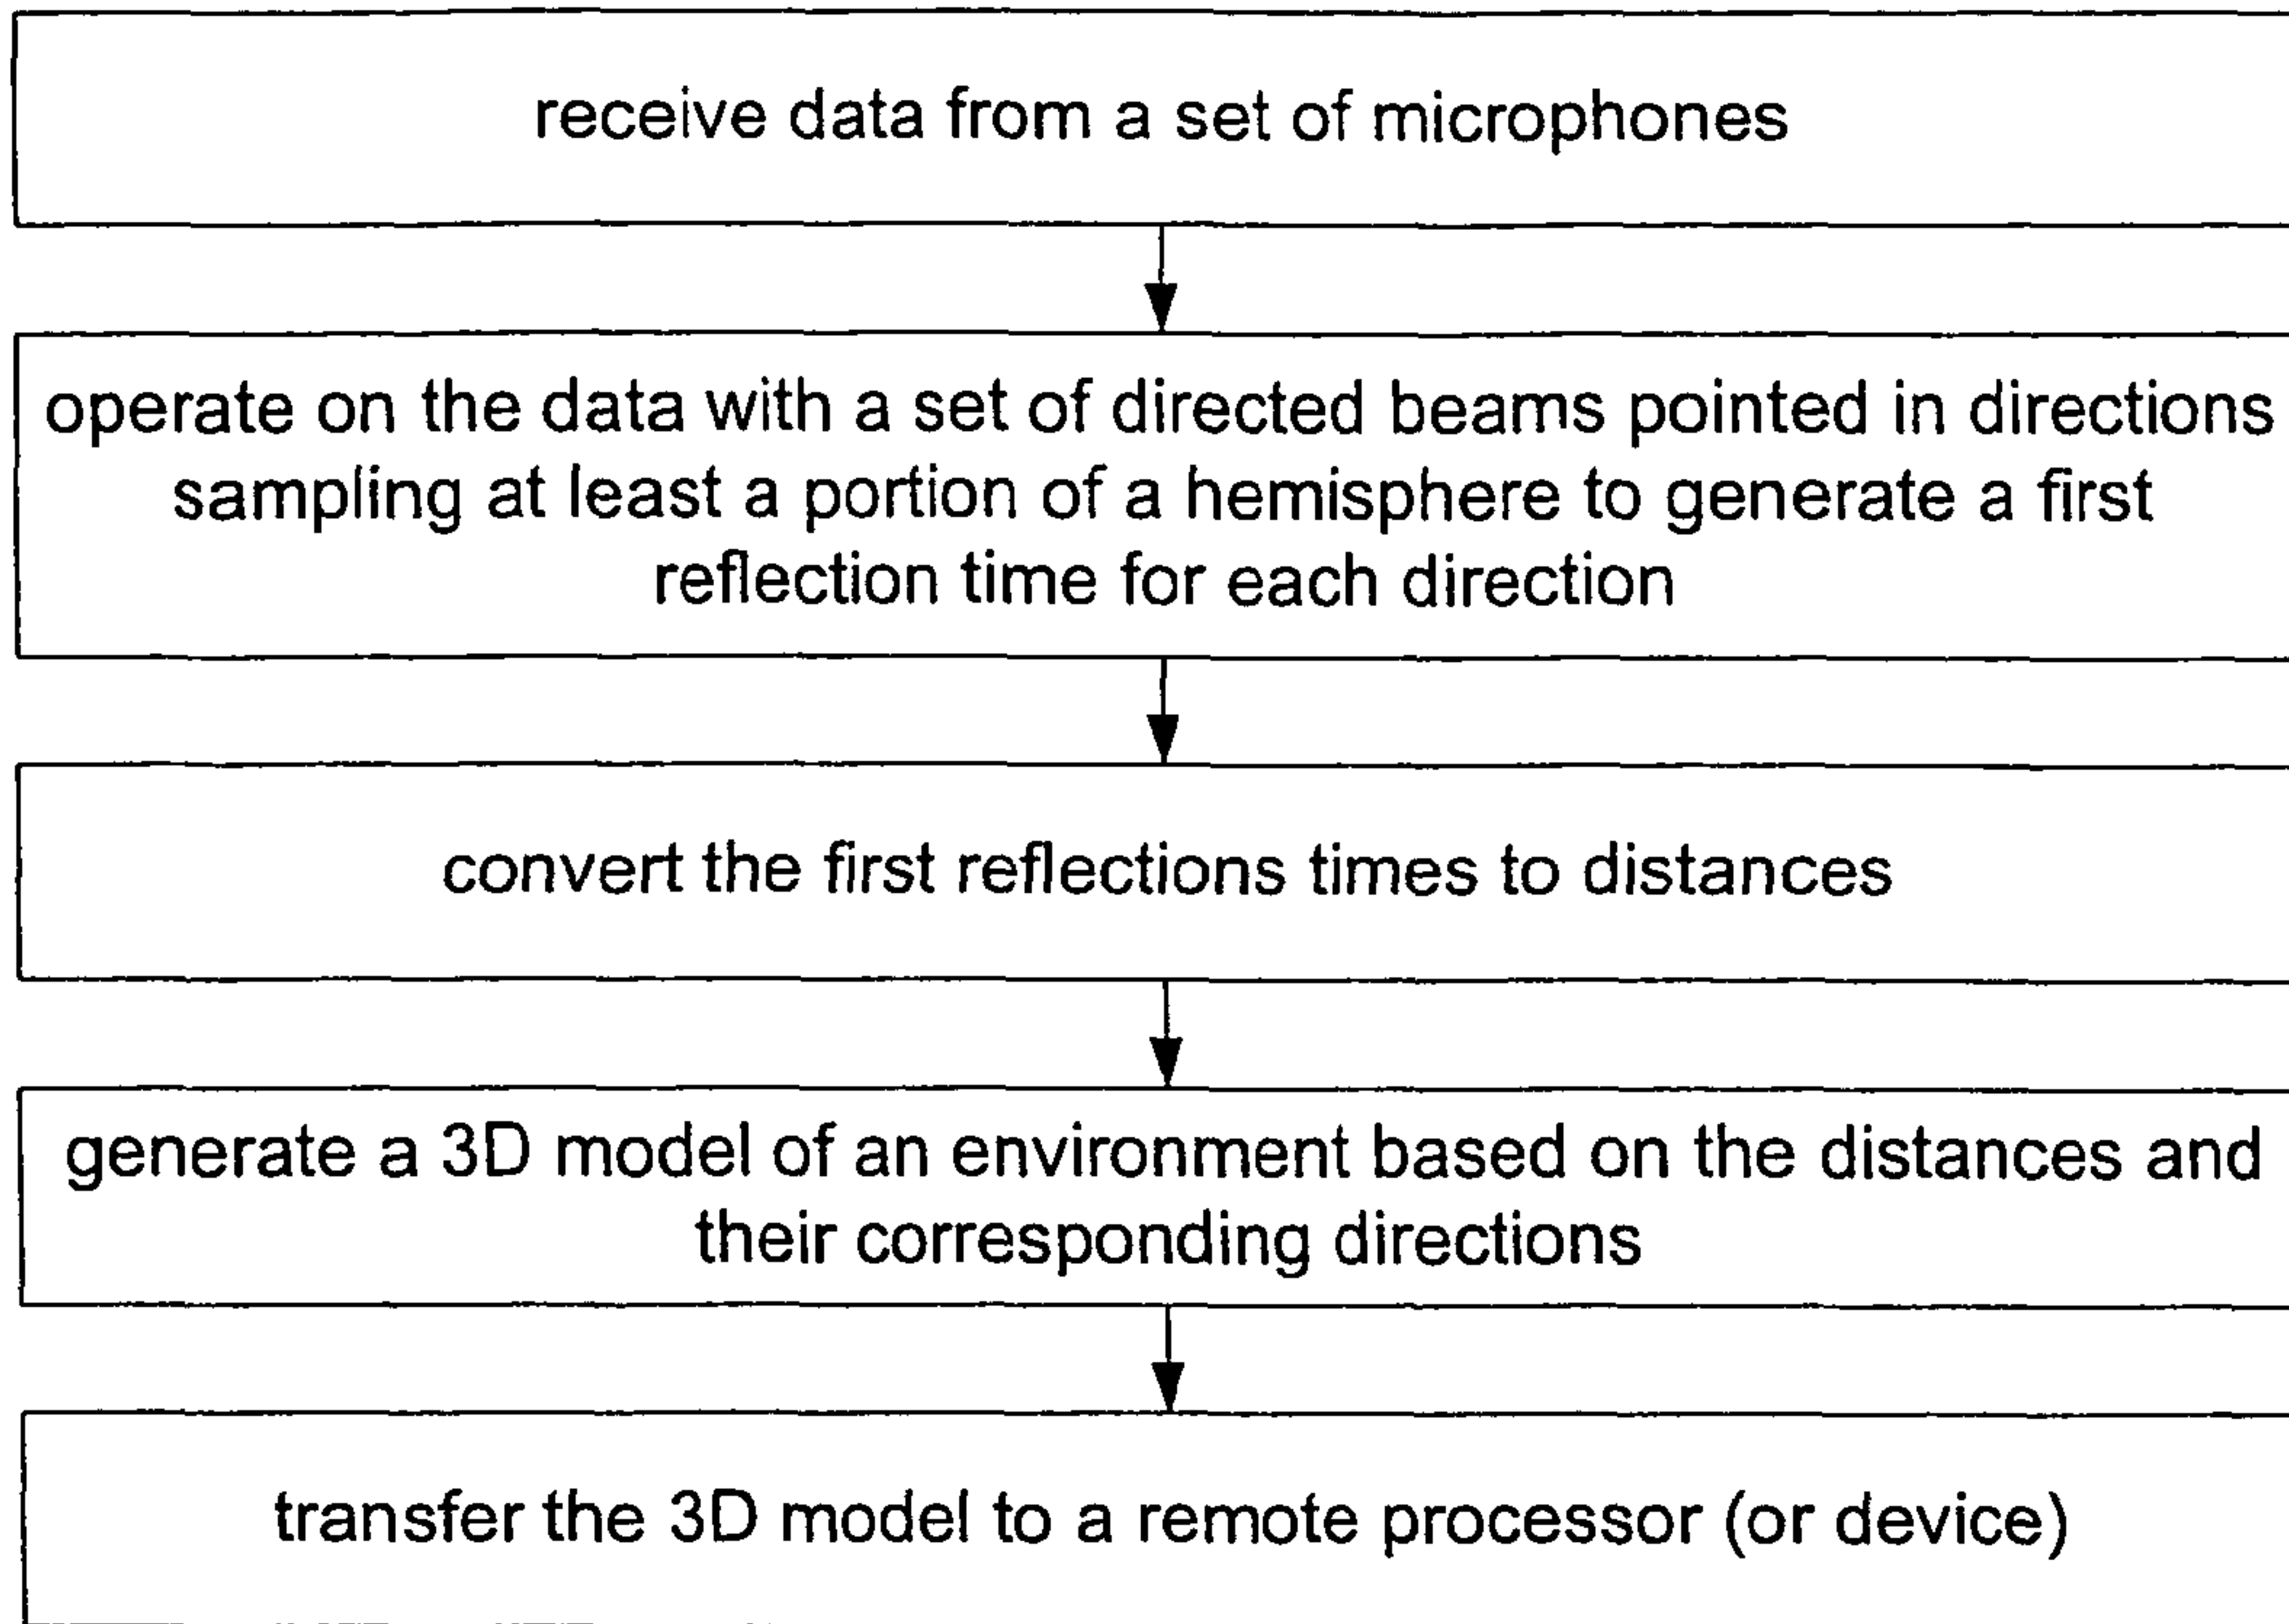 receive data from a set of microphones
operate on the data with a set of directed beams pointed in directions
sampling at least a portion of a hemisphere to generate a first
reflection time for each direction
convert the first reflections times to distances
generate a 3D model of an environment based on the distances and
their corresponding directions
transfer the 3D model to a remote processor (or device)